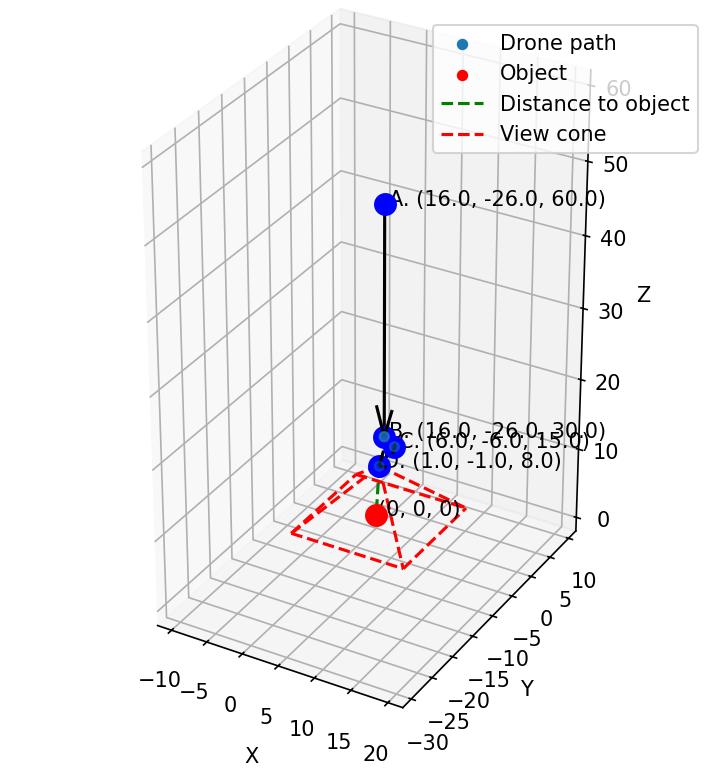 Drone path
Object
Distance to object
View cone
60
50
40
30
20
10
0
Z
A. (16.0, -26.0, 60.0)
B. (16.0, -26.0, 30.0)
C. (6.0, -6.0, 15.0)
D. (1.0, -1.0, 8.0)
(0, 0, 0)
10
5
0
−5
−10
−15
−20
−25
−30
Y
−10
−5
0
5
10
15
20
X